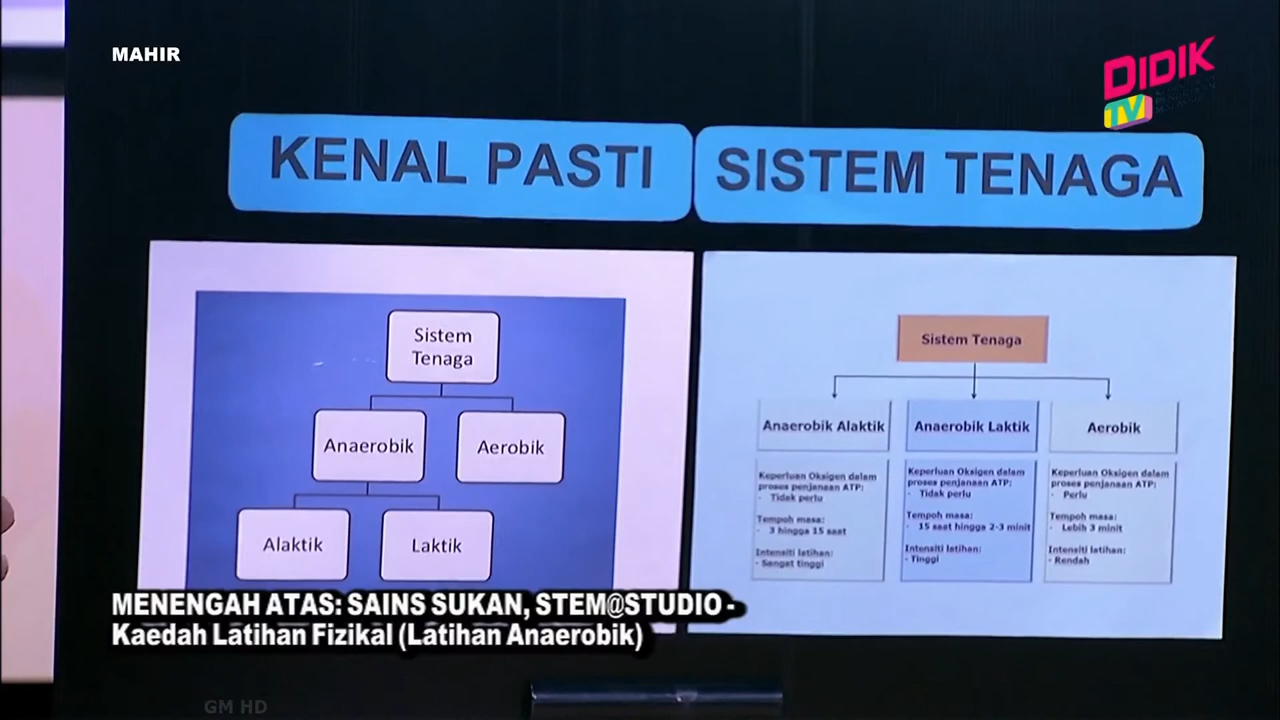 MAHIR
DIDIK
TV
KENAL PASTI
SISTEM TENAGA
Sistem
Tenaga
Anaerobik
Aerobik
Alaktik
Laktik
Sistem Tenaga
Anaerobik Alaktik
Keperluan Oksigen dalam
proses penjanaan ATP:
- Tidak perlu
Tempoh masa:
- 3 hingga 15 saat
Intensiti latihan:
- Sangat tinggi
Anaerobik Laktik
Keperluan Oksigen dalam
proses penjanaan ATP:
- Tidak perlu
Tempoh masa:
- 15 saat hingga 2-3 minit
Intensiti latihan:
- Tinggi
Aerobik
Keperluan Oksigen dalam
proses penjanaan ATP:
- Perlu
Tempoh masa:
- Lebih 3 minit
Intensiti latihan:
- Rendah
MENENGAH ATAS: SAINS SUKAN, STEM@STUDIO -
Kaedah Latihan Fizikal (Latihan Anaerobik)
GM HD